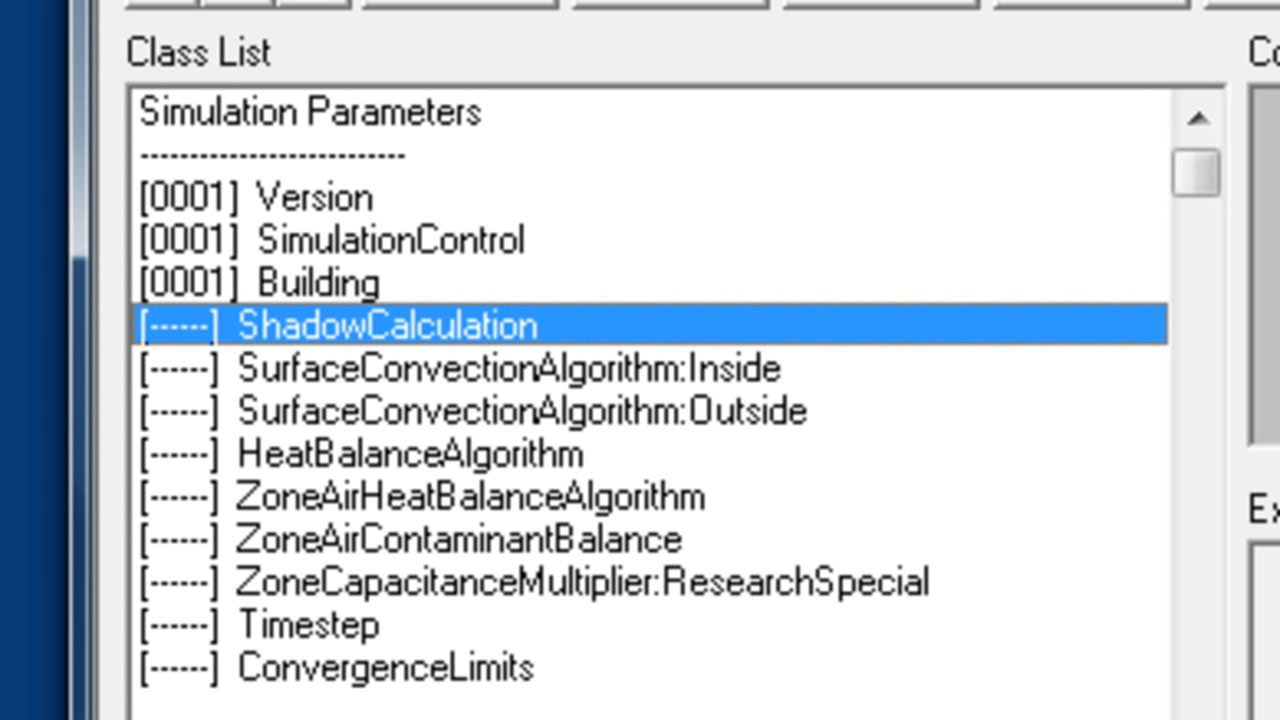 Class List
Simulation Parameters
---------------------------
[0001] Version
[0001] SimulationControl
[0001] Building
[------] ShadowCalculation
[------] SurfaceConvectionAlgorithm:Inside
[------] SurfaceConvectionAlgorithm:Outside
[------] HeatBalanceAlgorithm
[------] ZoneAirHeatBalanceAlgorithm
[------] ZoneAirContaminantBalance
[------] ZoneCapacitanceMultiplier:ResearchSpecial
[------] Timestep
[------] ConvergenceLimits